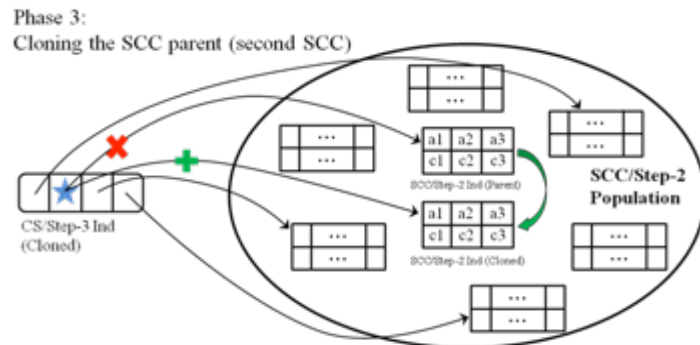 Phase 3:
Cloning the SCC parent (second SCC)
...
...
...
...
...
...
a1 a2 a3
c1 c2 c3
SCC/Step-2 Ind (Parent)
SCC/Step-2
Population
CS/Step-3 Ind
(Cloned)
a1 a2 a3
c1 c2 c3
SCC/Step-2 Ind (Cloned)
...
...
...
...
...
...